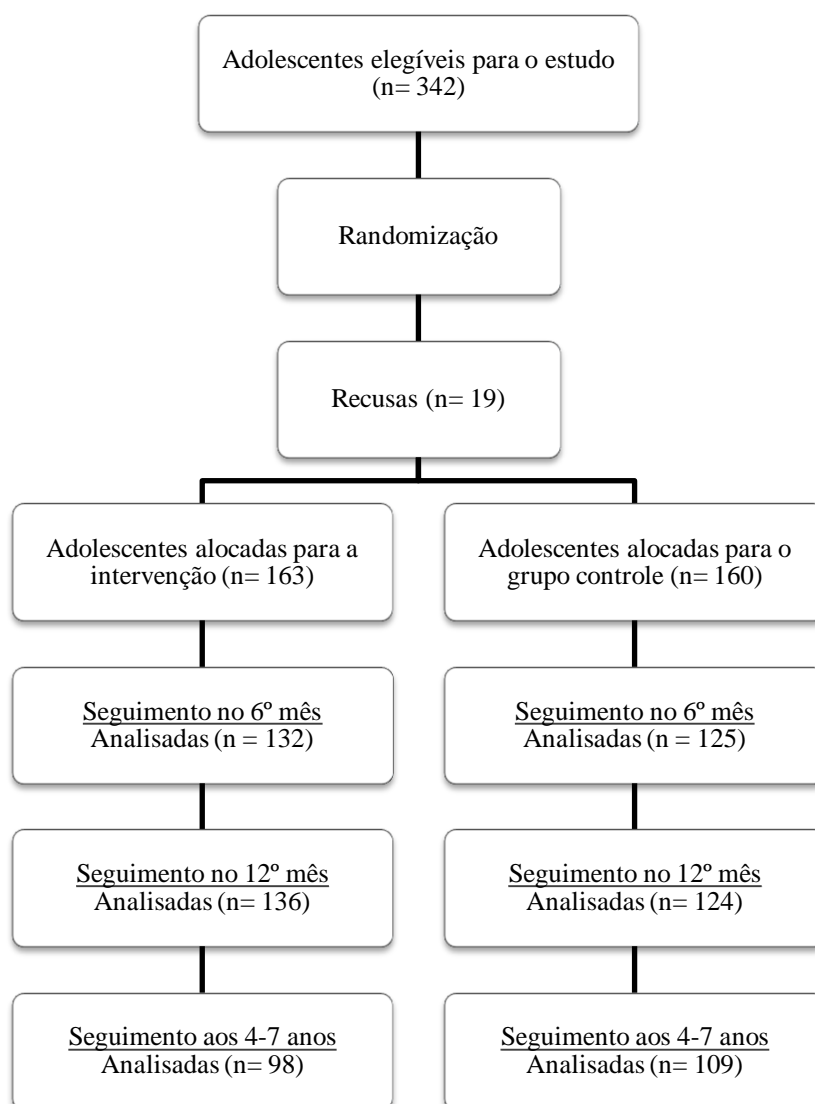 Adolescentes elegíveis para o estudo
(n= 342)
Randomização
Recusas (n= 19)
Adolescentes alocadas para a
intervenção (n= 163)
Adolescentes alocadas para o
grupo controle (n= 160)
Seguimento no 6º mês
Analisadas (n = 132)
Seguimento no 6º mês
Analisadas (n = 125)
Seguimento no 12º mês
Analisadas (n= 136)
Seguimento no 12º mês
Analisadas (n= 124)
Seguimento aos 4-7 anos
Analisadas (n= 98)
Seguimento aos 4-7 anos
Analisadas (n= 109)